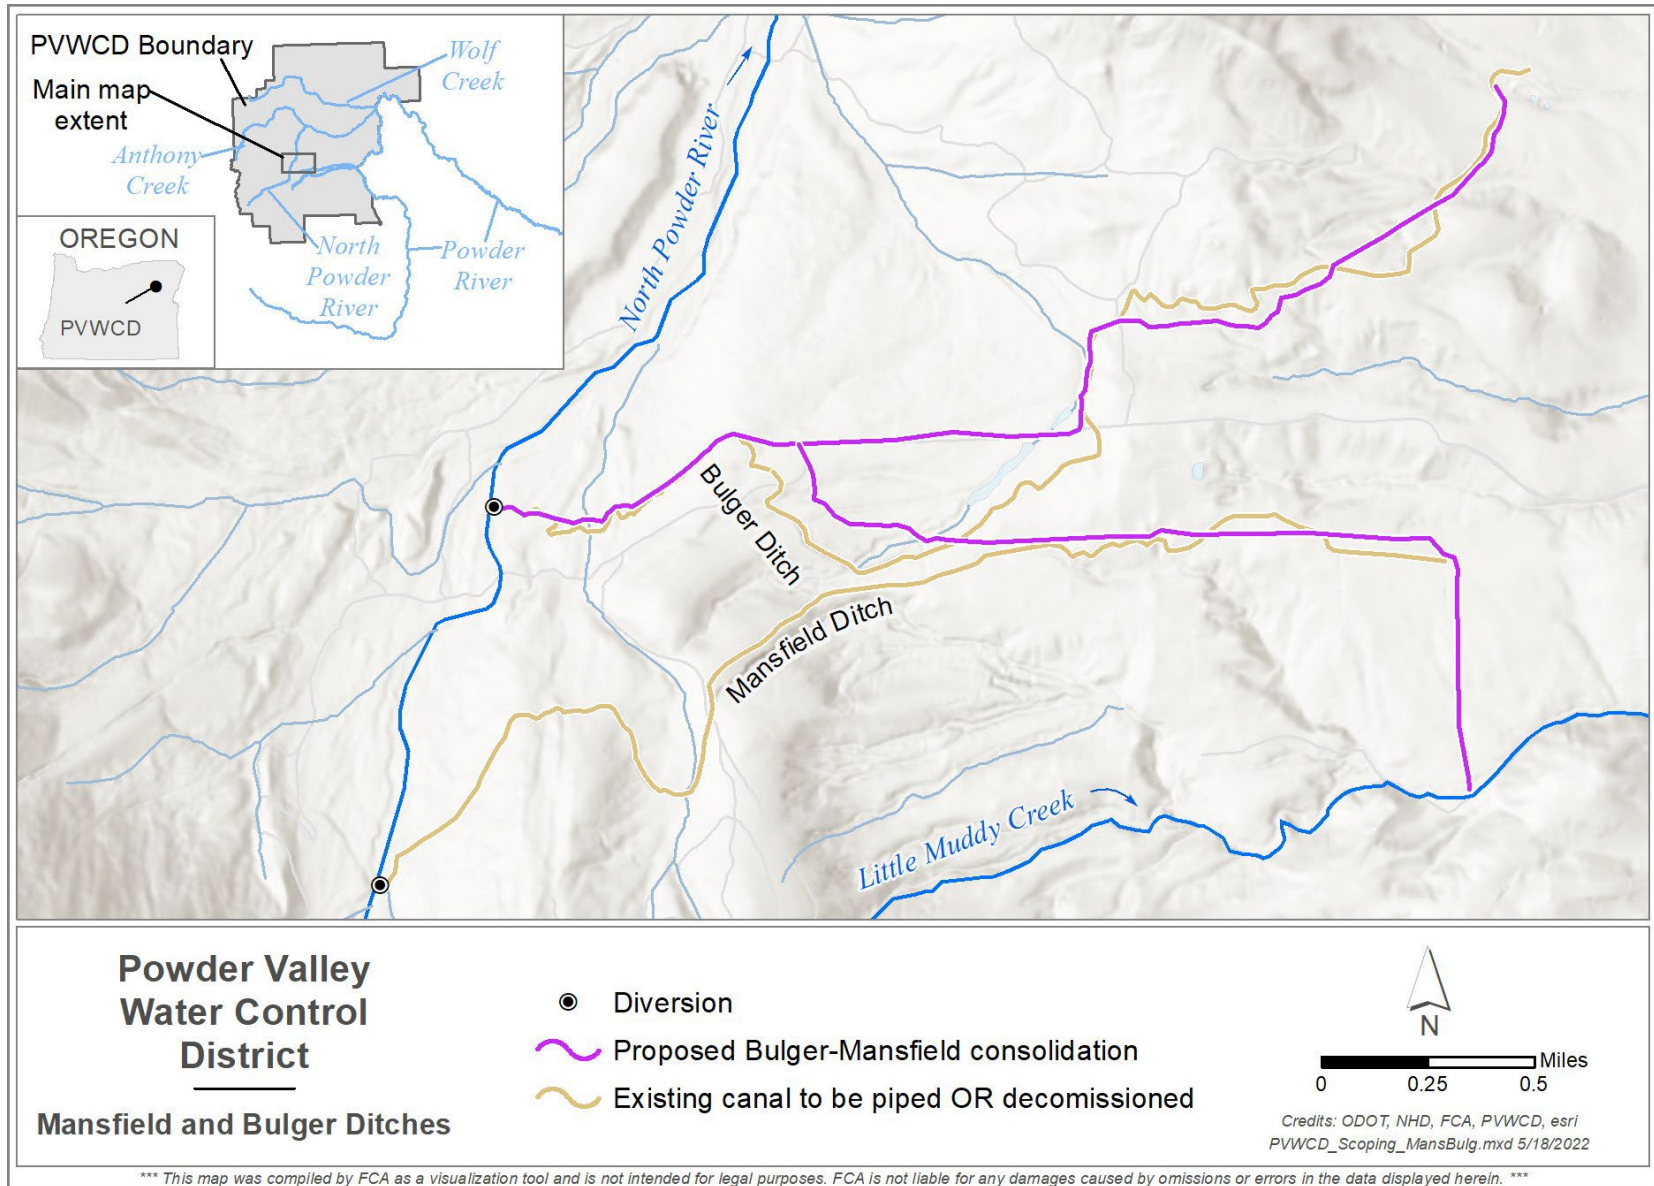 PVWCD Boundary
Main map
extent
Wolf
Creek
Anthony
Creek
North
Powder
River
Powder
River
OREGON
PVWCD
North Powder River
Bulger Ditch
Mansfield Ditch
Little Muddy Creek
Powder Valley
Water Control
District
Mansfield and Bulger Ditches
Diversion
Proposed Bulger-Mansfield consolidation
Existing canal to be piped OR decomissioned
N
Miles
0 0.25 0.5
Credits: ODOT, NHD, FCA, PVWCD, esri
PVWCD_Scoping_MansBulg.mxd 5/18/2022
*** This map was compiled by FCA as a visualization tool and is not intended for legal purposes. FCA is not liable for any damages caused by omissions or errors in the data displayed herein. ***